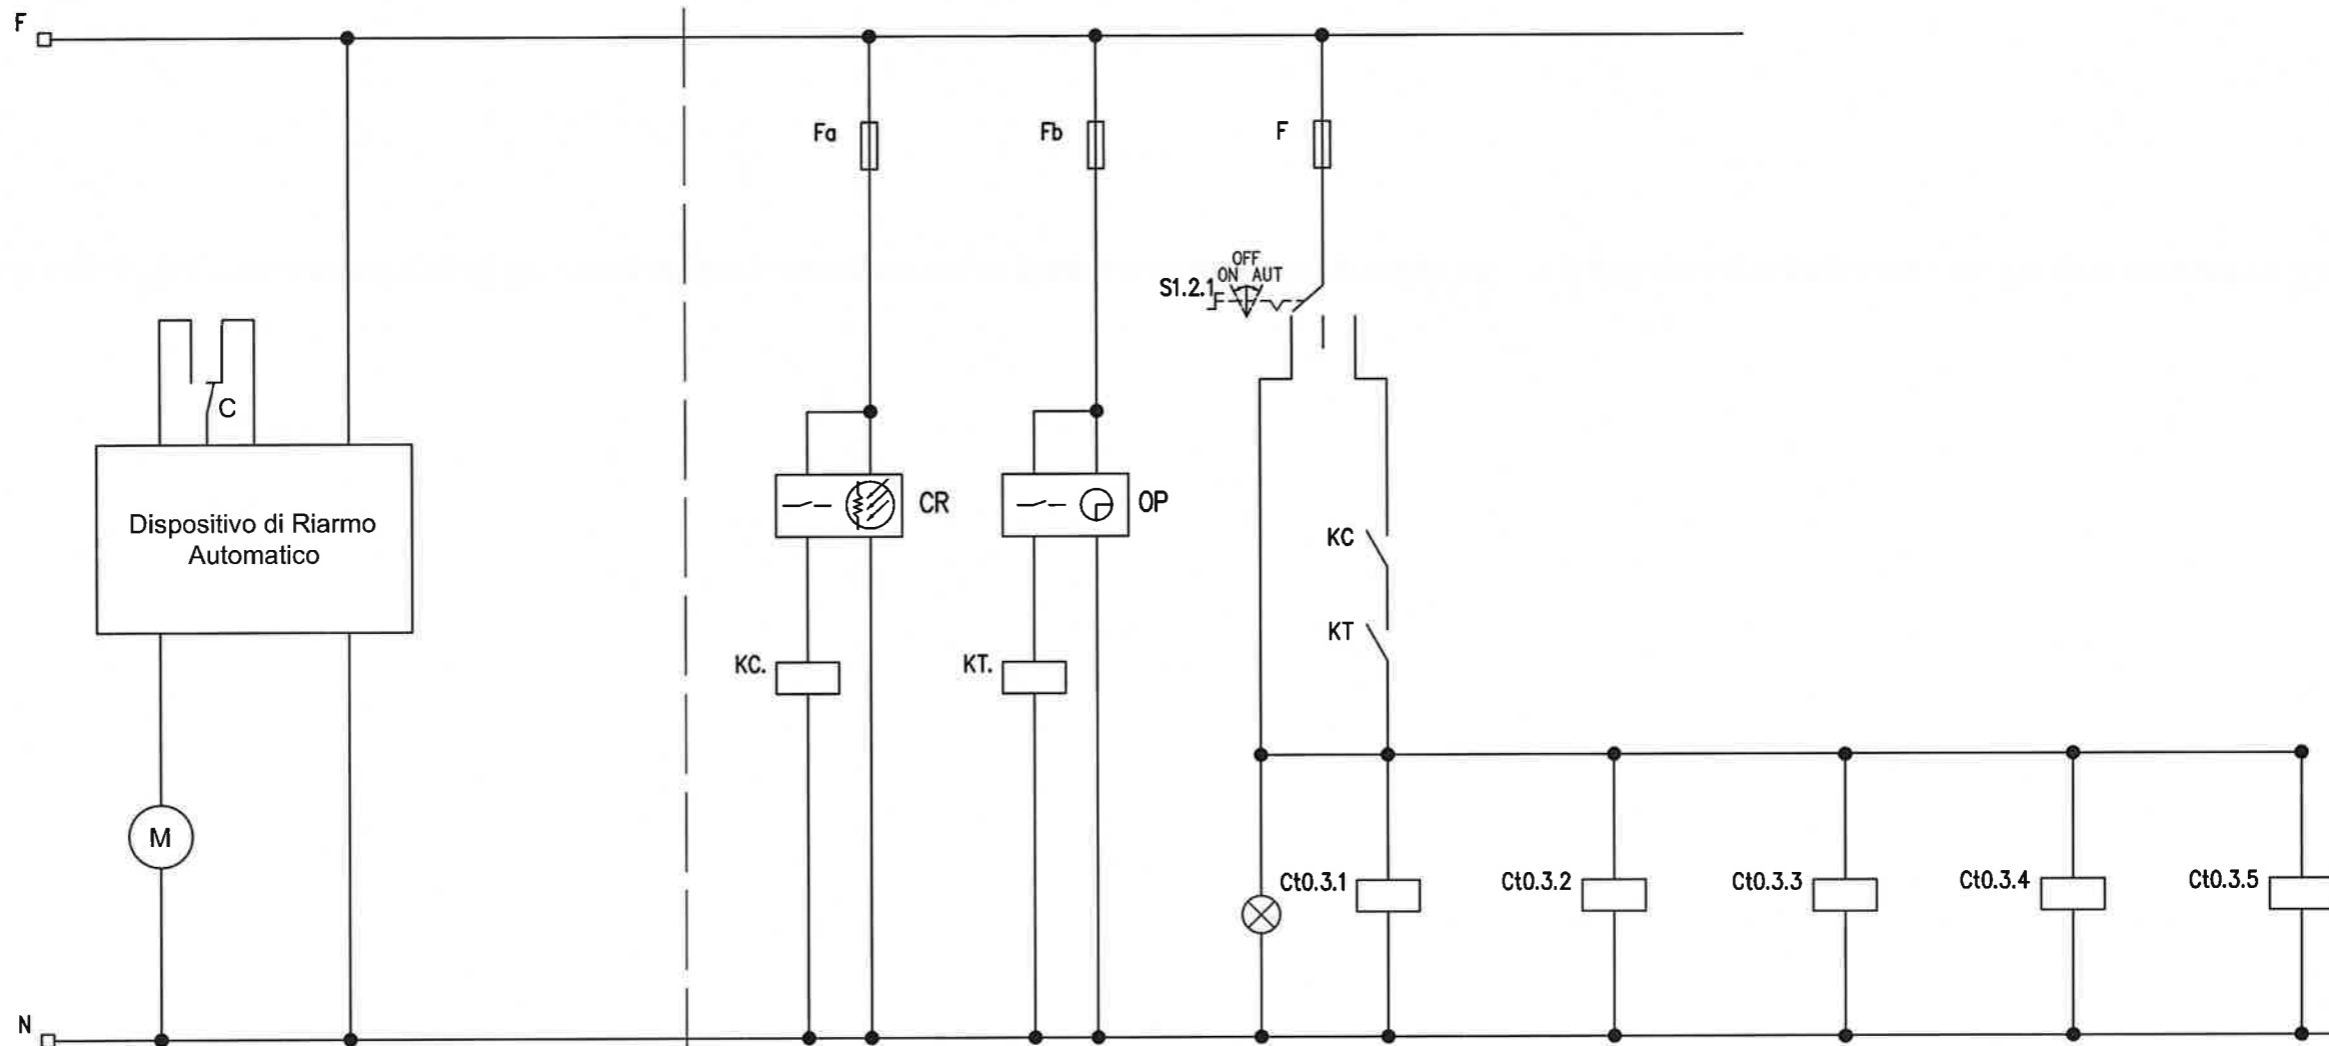 F
Fa
Fb
F
OFF
ON AUT
S1.2.1
C
Dispositivo di Riarmo
Automatico
CR
OP
KC
KT
KC.
KT.
M
Ct0.3.1
Ct0.3.2
Ct0.3.3
Ct0.3.4
Ct0.3.5
N